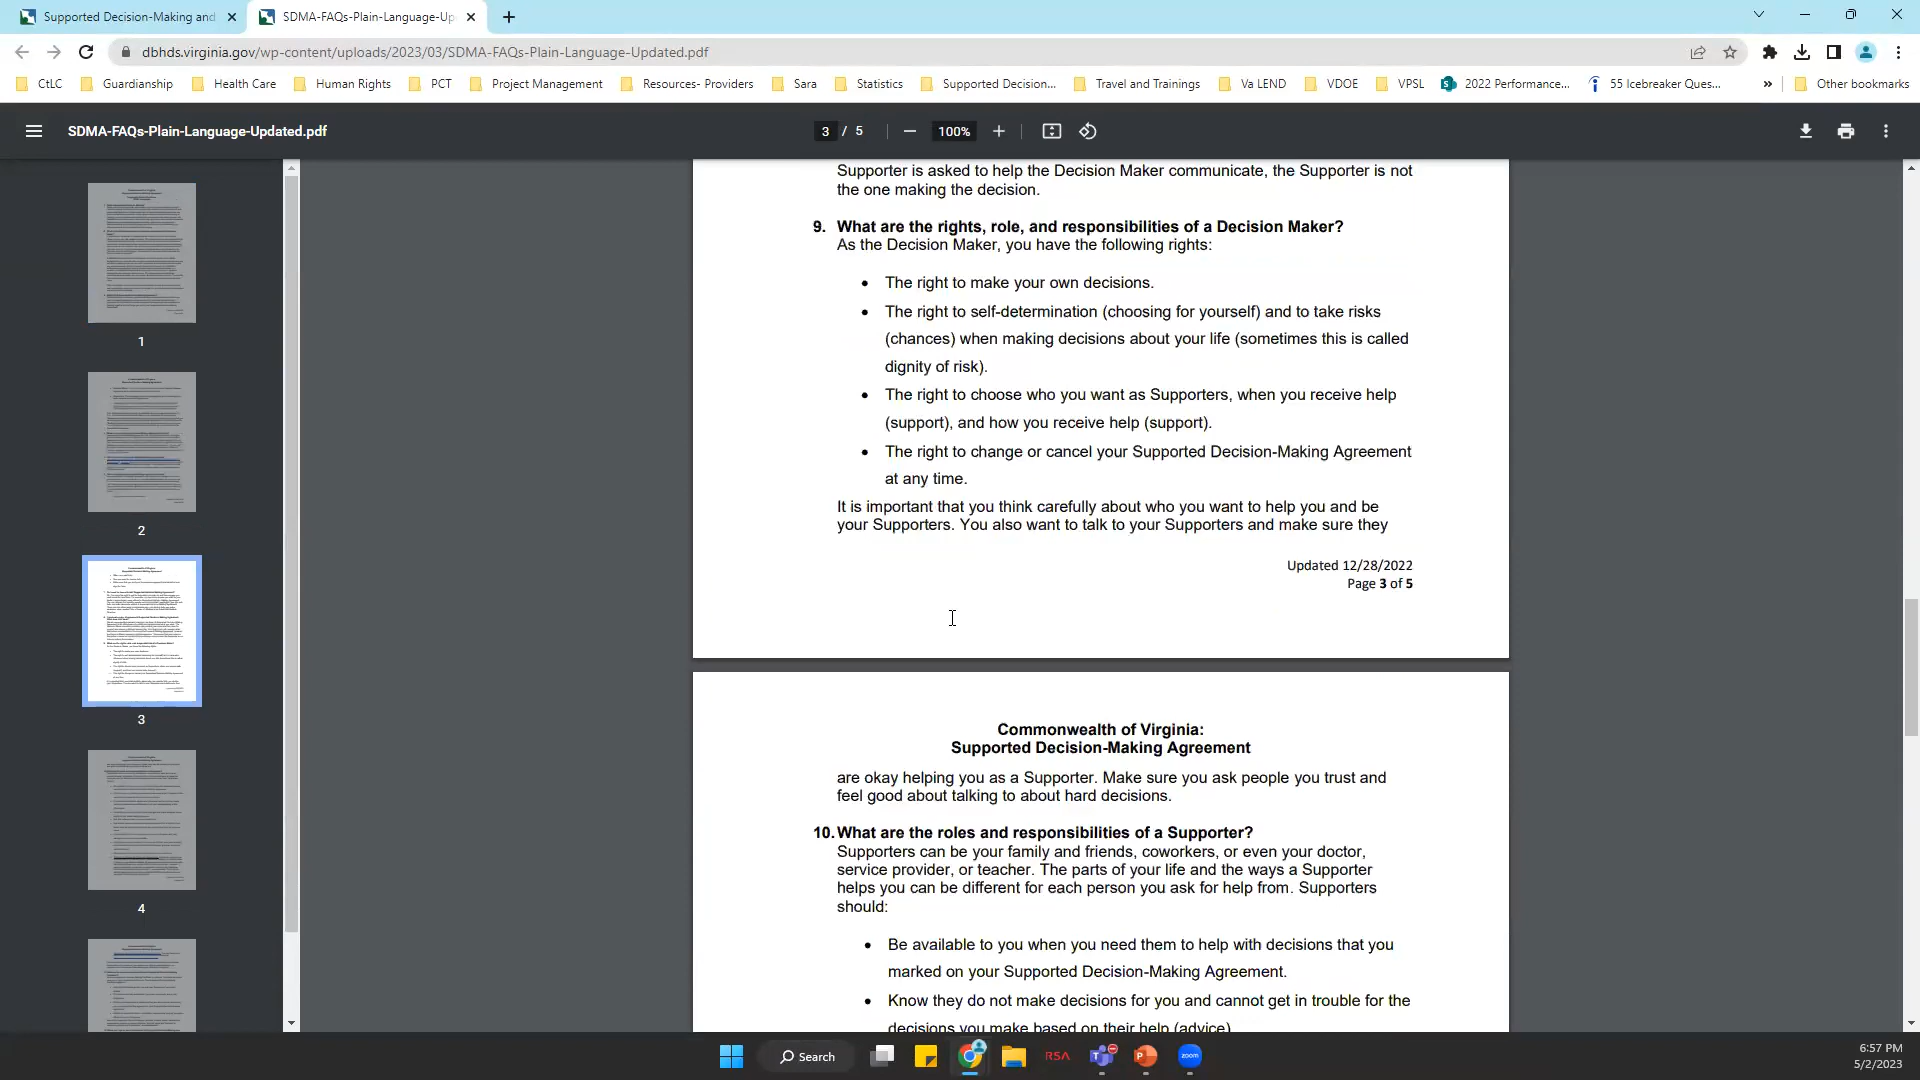 Supported Decision-Making and
SDMA-FAQs-Plain-Language-Up
dbhds.virginia.gov/wp-content/uploads/2023/03/SDMA-FAQs-Plain-Language-Updated.pdf
CtLC
Guardianship
Health Care
Human Rights
PCT
Project Management
Resources- Providers
Sara
Statistics
Supported Decision...
Travel and Trainings
Va LEND
VDOE
VPSL
2022 Performance...
55 Icebreaker Ques...
»
Other bookmarks
SDMA-FAQs-Plain-Language-Updated.pdf
3 / 5
100%
1
2
3
4
Supporter is asked to help the Decision Maker communicate, the Supporter is not
the one making the decision.
9. What are the rights, role, and responsibilities of a Decision Maker?
As the Decision Maker, you have the following rights:
• The right to make your own decisions.
• The right to self-determination (choosing for yourself) and to take risks
(chances) when making decisions about your life (sometimes this is called
dignity of risk).
• The right to choose who you want as Supporters, when you receive help
(support), and how you receive help (support).
• The right to change or cancel your Supported Decision-Making Agreement
at any time.
It is important that you think carefully about who you want to help you and be
your Supporters. You also want to talk to your Supporters and make sure they
Updated 12/28/2022
Page 3 of 5
Commonwealth of Virginia:
Supported Decision-Making Agreement
are okay helping you as a Supporter. Make sure you ask people you trust and
feel good about talking to about hard decisions.
10. What are the roles and responsibilities of a Supporter?
Supporters can be your family and friends, coworkers, or even your doctor,
service provider, or teacher. The parts of your life and the ways a Supporter
helps you can be different for each person you ask for help from. Supporters
should:
• Be available to you when you need them to help with decisions that you
marked on your Supported Decision-Making Agreement.
• Know they do not make decisions for you and cannot get in trouble for the
decisions you make based on their help (advice)
Search
RSA
zoom
6:57 PM
5/2/2023